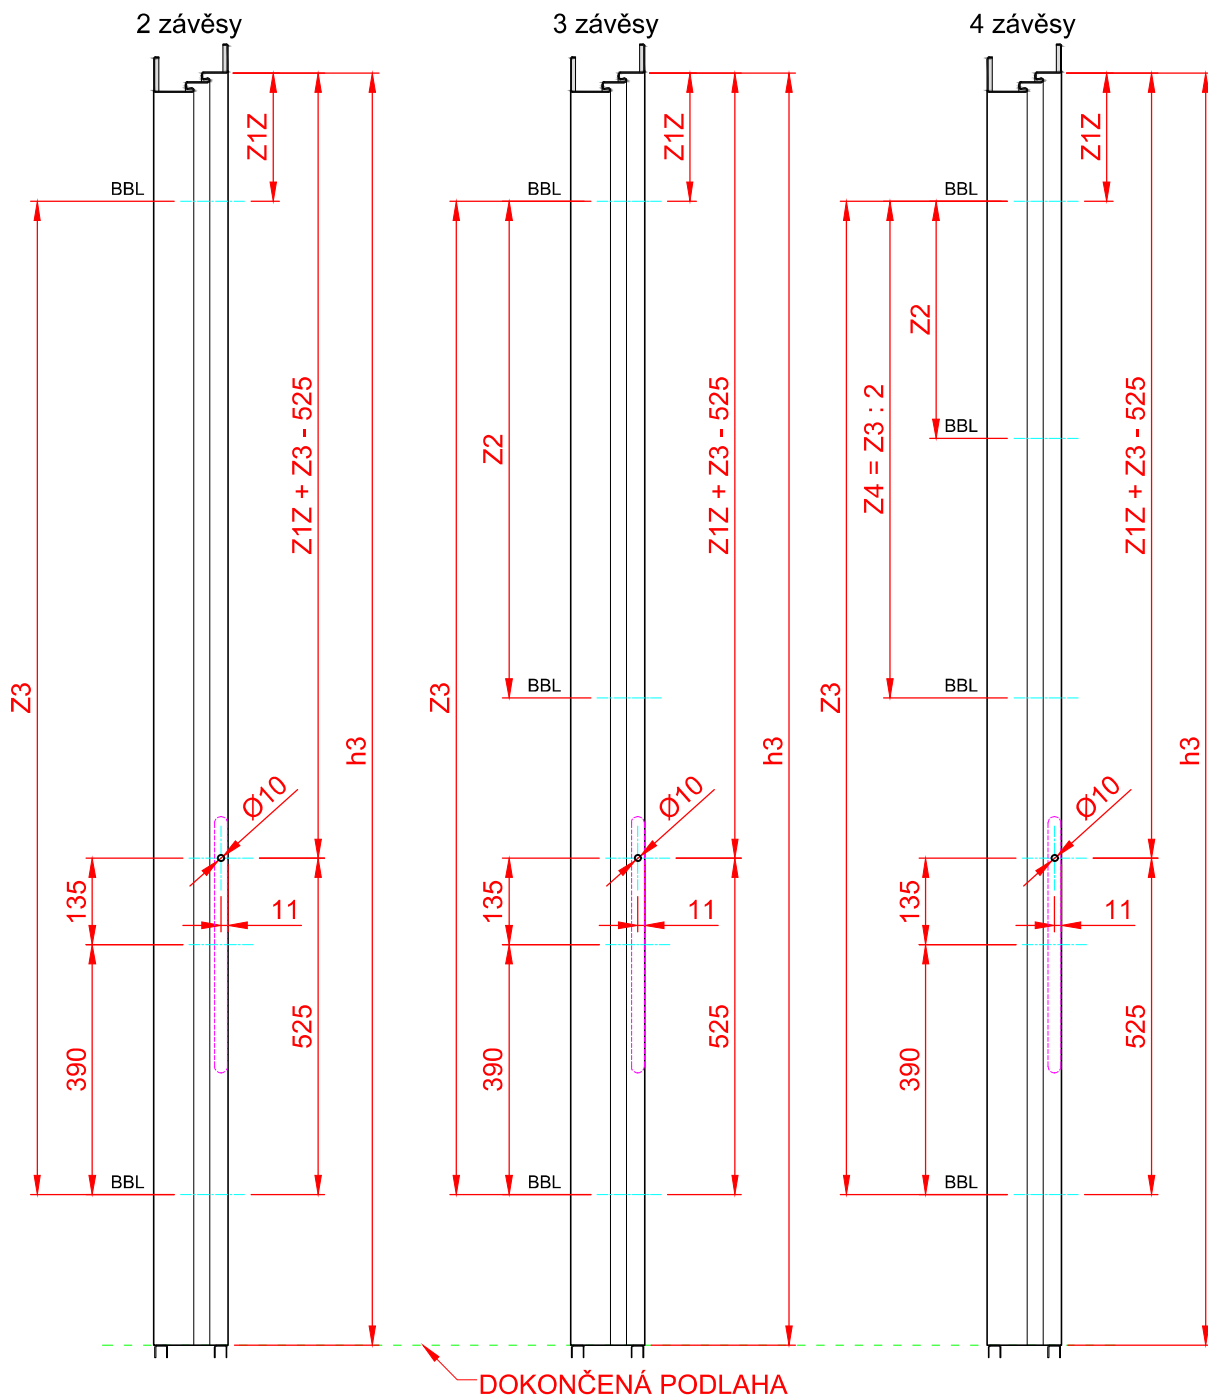 2 závěsy
3 závěsy
4 závěsy
Z1Z
BBL
Z3
Z1Z + Z3 - 525
h3
Ø10
135
11
390
525
BBL
Z1Z
BBL
Z2
Z3
Z1Z + Z3 - 525
BBL
h3
Ø10
135
11
390
525
BBL
Z1Z
BBL
Z2
BBL
Z4 = Z3 : 2
Z3
Z1Z + Z3 - 525
BBL
h3
Ø10
135
11
390
525
BBL
DOKONČENÁ PODLAHA